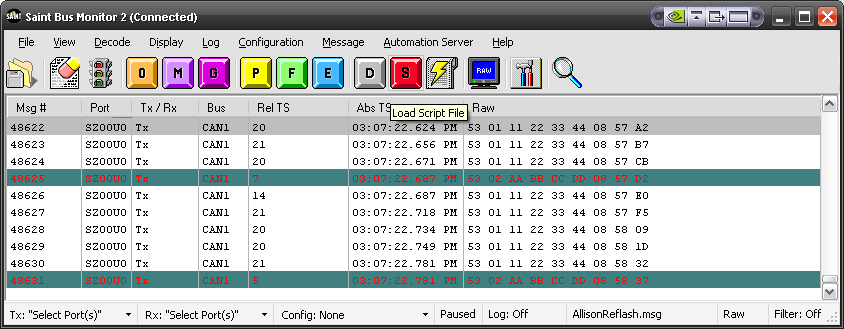 SAINT Saint Bus Monitor 2 (Connected)
File View Decode Display Log Configuration Message Automation Server Help
O M G P F E D S RAW
Msg # Port Tx / Rx Bus Rel TS Abs TS Raw
Load Script File
48622 SZ00U0 Tx CAN1 20 03:07:22.624 PM 53 01 11 22 33 44 08 57 A2
48623 SZ00U0 Tx CAN1 21 03:07:22.656 PM 53 01 11 22 33 44 08 57 B7
48624 SZ00U0 Tx CAN1 20 03:07:22.671 PM 53 01 11 22 33 44 08 57 CB
48625 SZ00U0 Tx CAN1 7 03:07:22.687 PM 53 02 AA BB CC DD 08 57 D2
48626 SZ00U0 Tx CAN1 14 03:07:22.687 PM 53 01 11 22 33 44 08 57 E0
48627 SZ00U0 Tx CAN1 21 03:07:22.718 PM 53 01 11 22 33 44 08 57 F5
48628 SZ00U0 Tx CAN1 20 03:07:22.734 PM 53 01 11 22 33 44 08 58 09
48629 SZ00U0 Tx CAN1 20 03:07:22.749 PM 53 01 11 22 33 44 08 58 1D
48630 SZ00U0 Tx CAN1 21 03:07:22.781 PM 53 01 11 22 33 44 08 58 32
48631 SZ00U0 Tx CAN1 5 03:07:22.781 PM 53 02 AA BB CC DD 08 58 37
Tx: "Select Port(s)" Rx: "Select Port(s)" Config: None Paused Log: Off AllisonReflash.msg Raw Filter: Off